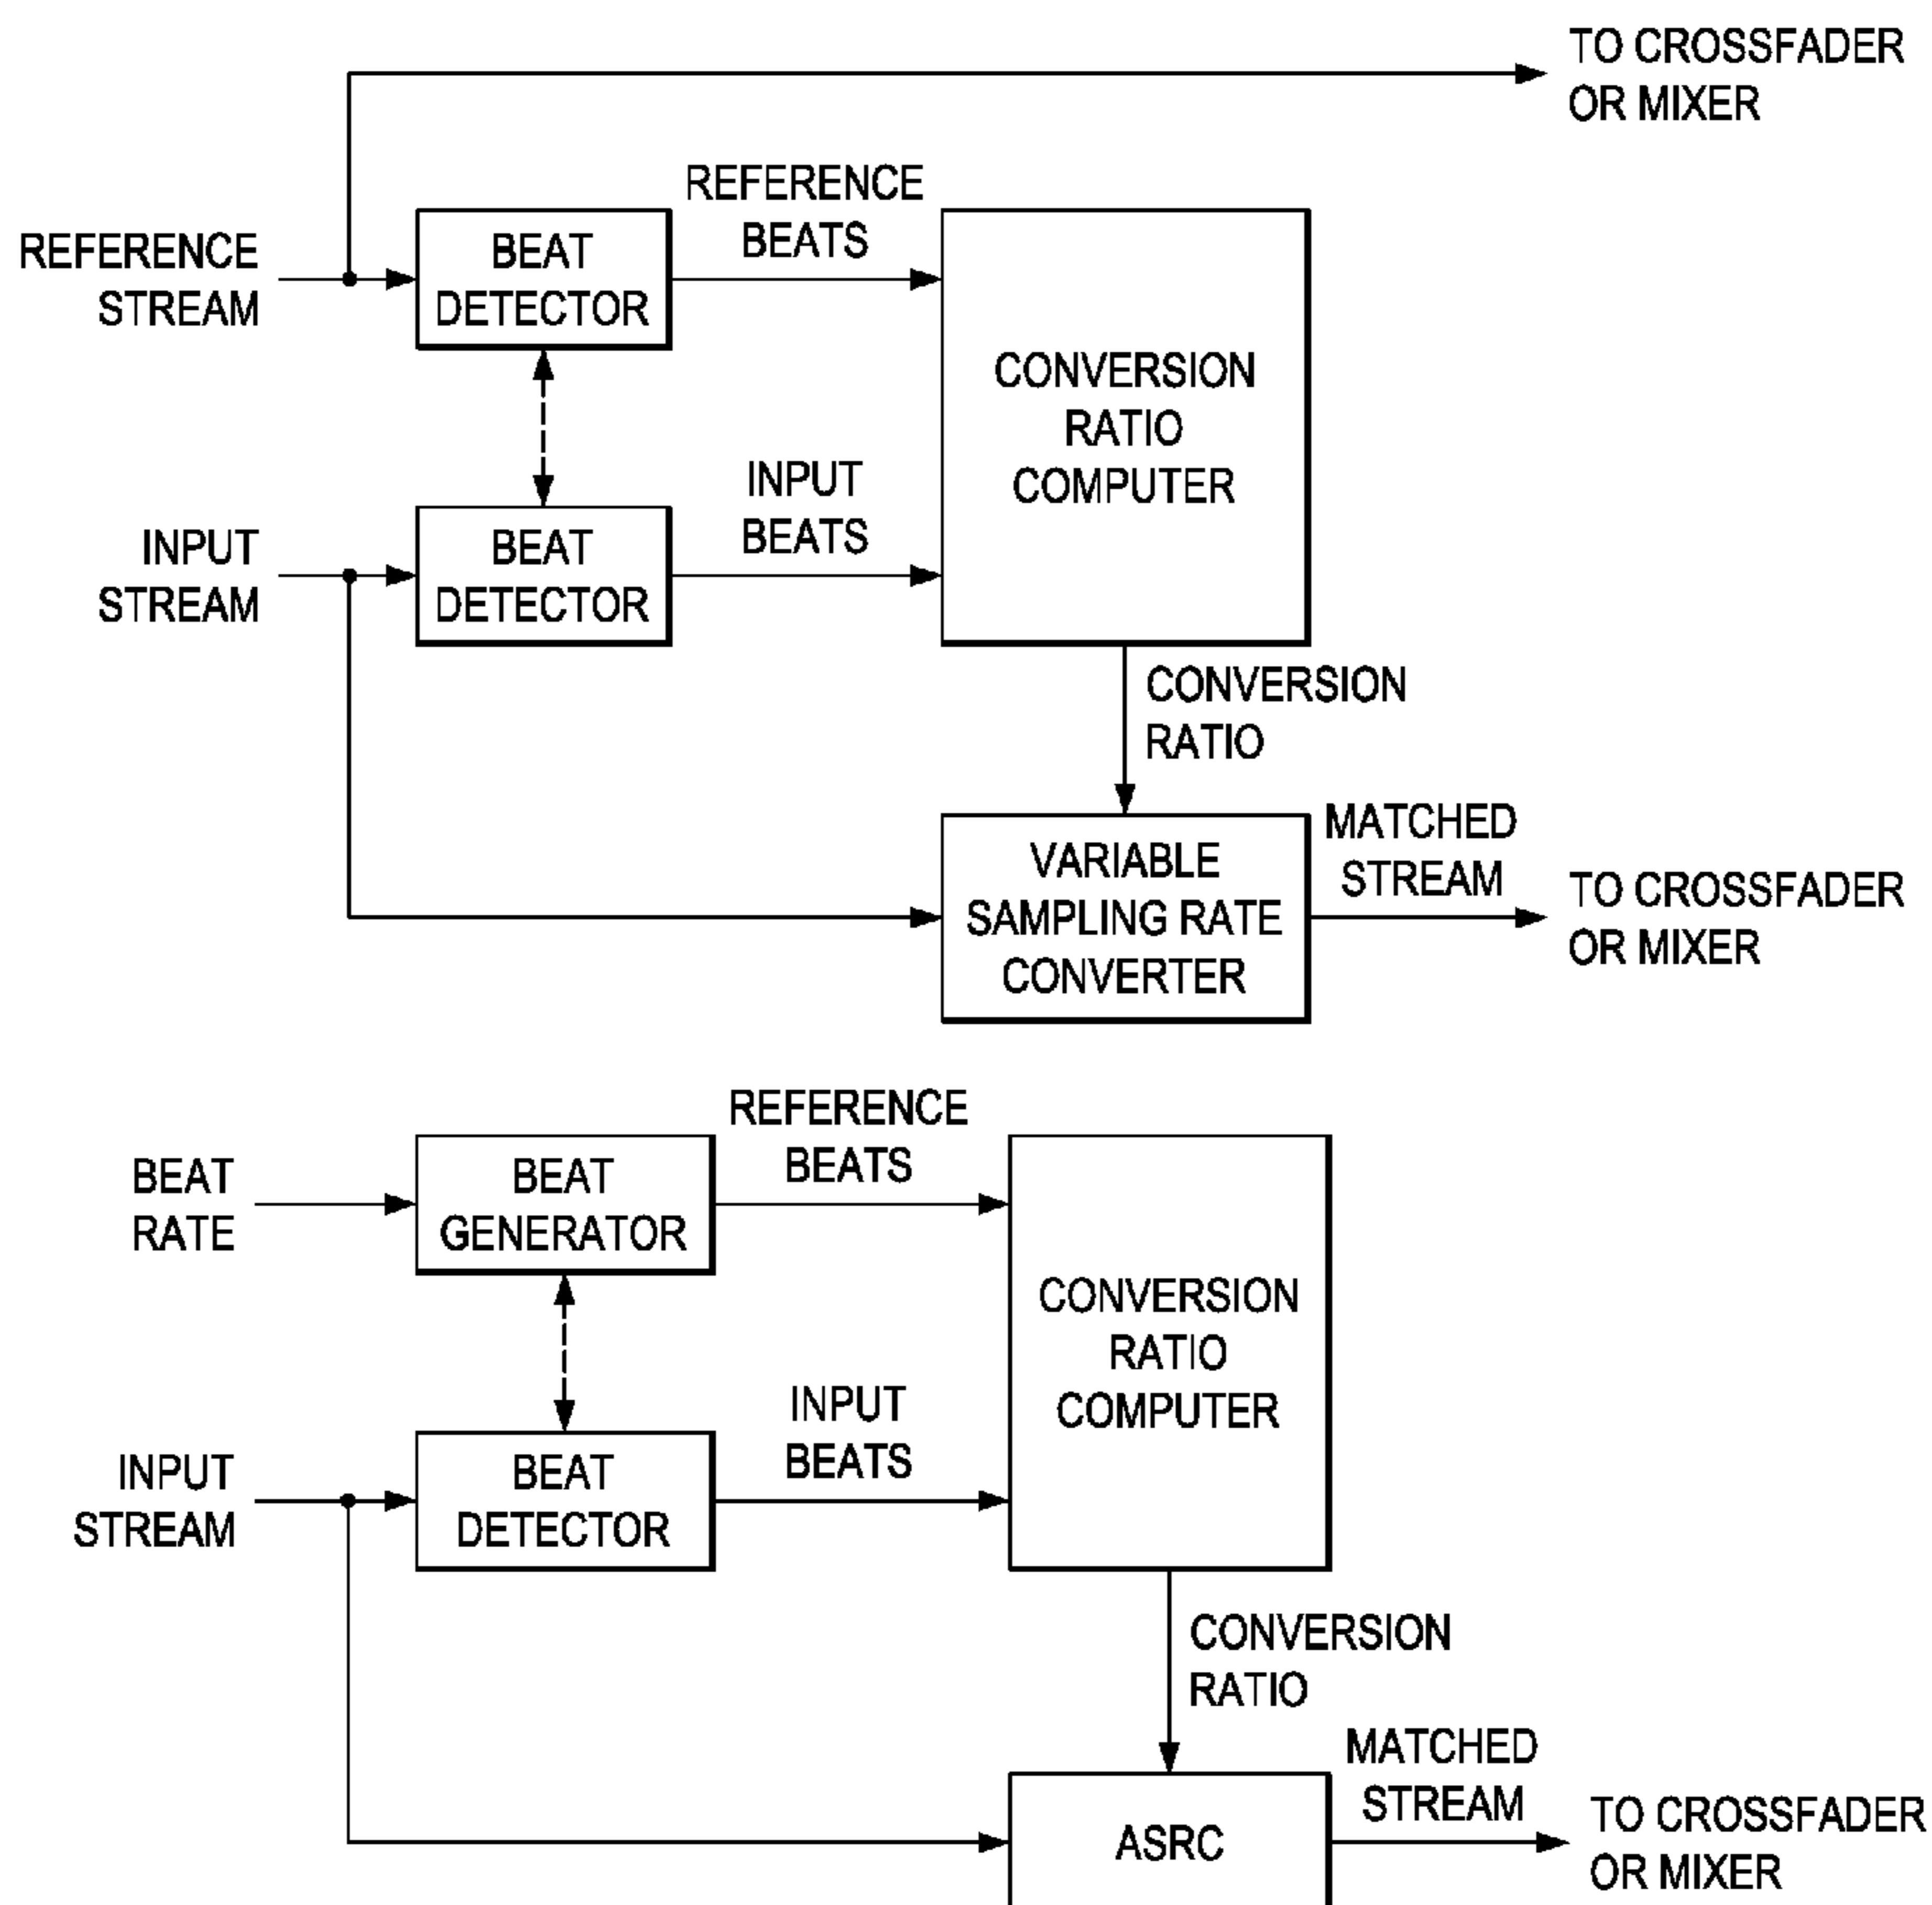 TO CROSSFADER
OR MIXER
REFERENCE
BEATS
REFERENCE
STREAM
BEAT
DETECTOR
CONVERSION
RATIO
COMPUTER
INPUT
BEATS
INPUT
STREAM
BEAT
DETECTOR
CONVERSION
RATIO
MATCHED
STREAM
VARIABLE
SAMPLING RATE
CONVERTER
TO CROSSFADER
OR MIXER
REFERENCE
BEATS
BEAT
RATE
BEAT
GENERATOR
CONVERSION
RATIO
COMPUTER
INPUT
BEATS
INPUT
STREAM
BEAT
DETECTOR
CONVERSION
RATIO
MATCHED
STREAM
ASRC
TO CROSSFADER
OR MIXER